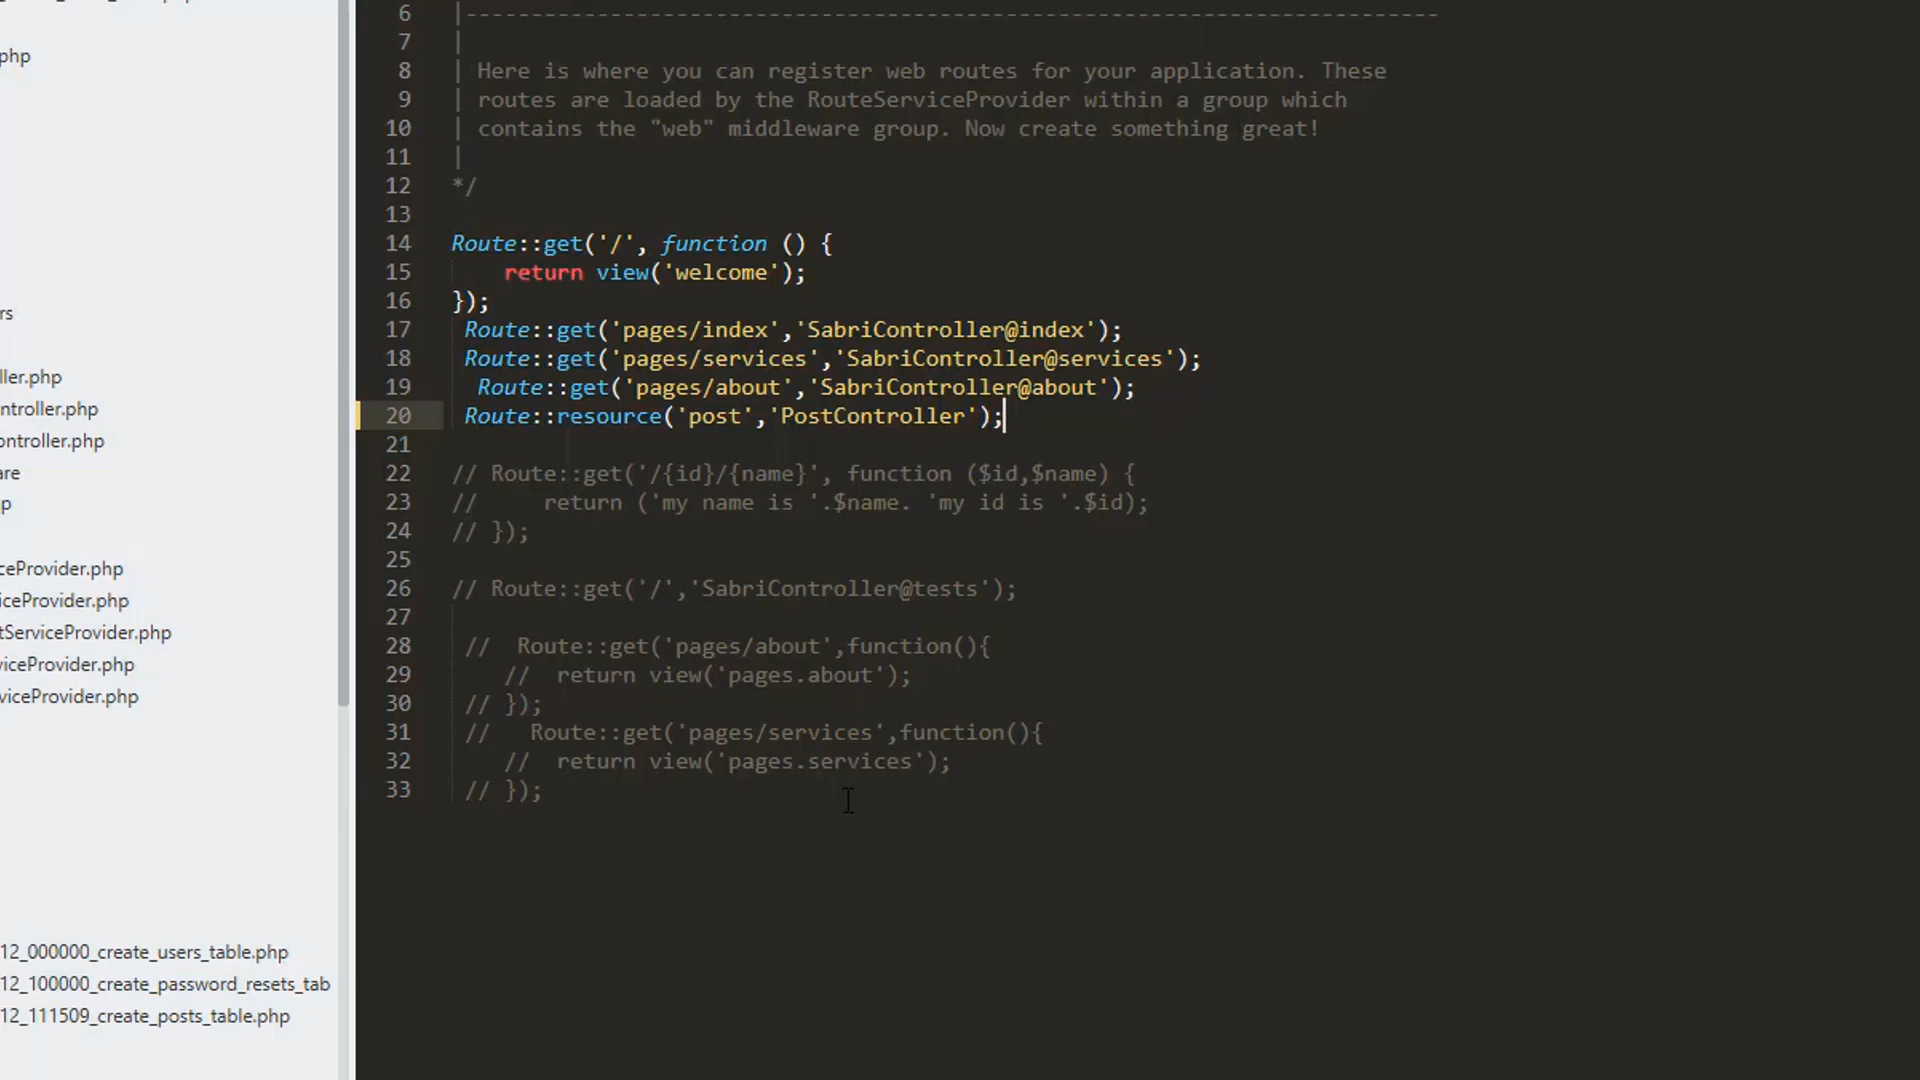 php
rs
ller.php
ntroller.php
ontroller.php
are
p
ceProvider.php
iceProvider.php
tServiceProvider.php
viceProvider.php
viceProvider.php
12_000000_create_users_table.php
12_100000_create_password_resets_tab
12_111509_create_posts_table.php
6 |--------------------------------------------------------------------------
7 |
8 | Here is where you can register web routes for your application. These
9 | routes are loaded by the RouteServiceProvider within a group which
10 | contains the "web" middleware group. Now create something great!
11 |
12 */
13
14 Route::get('/', function () {
15     return view('welcome');
16 });
17  Route::get('pages/index','SabriController@index');
18  Route::get('pages/services','SabriController@services');
19   Route::get('pages/about','SabriController@about');
20  Route::resource('post','PostController');
21
22 // Route::get('/{id}/{name}', function ($id,$name) {
23 //     return ('my name is '.$name. 'my id is '.$id);
24 // });
25
26 // Route::get('/','SabriController@tests');
27
28  //  Route::get('pages/about',function(){
29     //  return view('pages.about');
30  // });
31  //   Route::get('pages/services',function(){
32     //  return view('pages.services');
33  // });